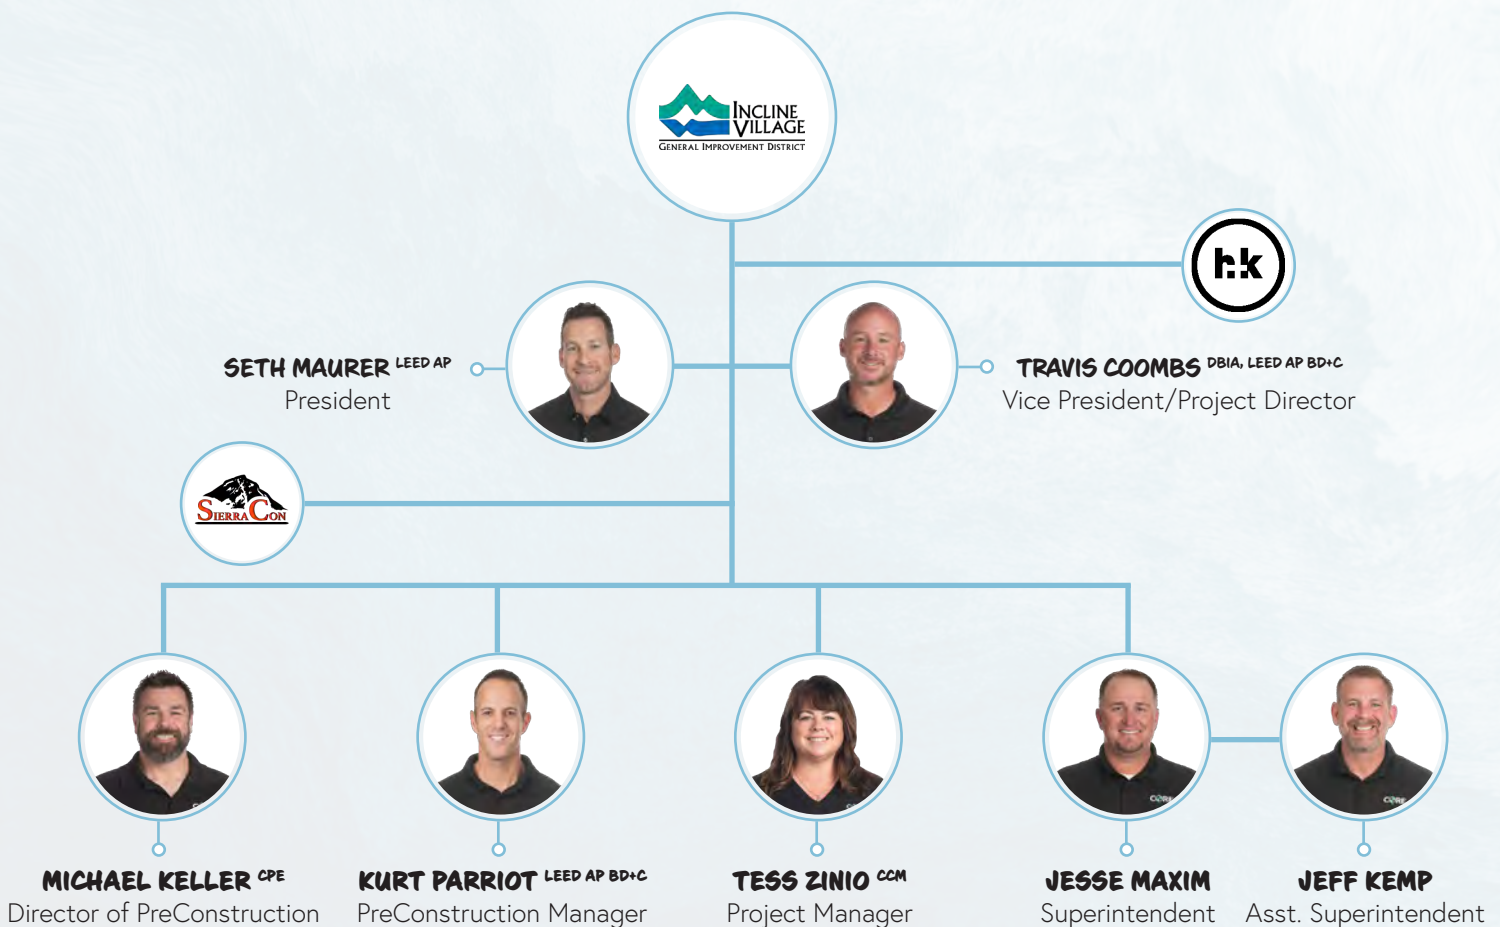 INCLINE
VILLAGE
GENERAL IMPROVEMENT DISTRICT
h:k
SETH MAURER LEED AP
President
TRAVIS COOMBS DBIA, LEED AP BD+C
Vice President/Project Director
SIERRA CON
MICHAEL KELLER CPE
Director of PreConstruction
KURT PARRIOT LEED AP BD+C
PreConstruction Manager
TESS ZINIO CCM
Project Manager
CORE
JESSE MAXIM
Superintendent
CORE
JEFF KEMP
Asst. Superintendent